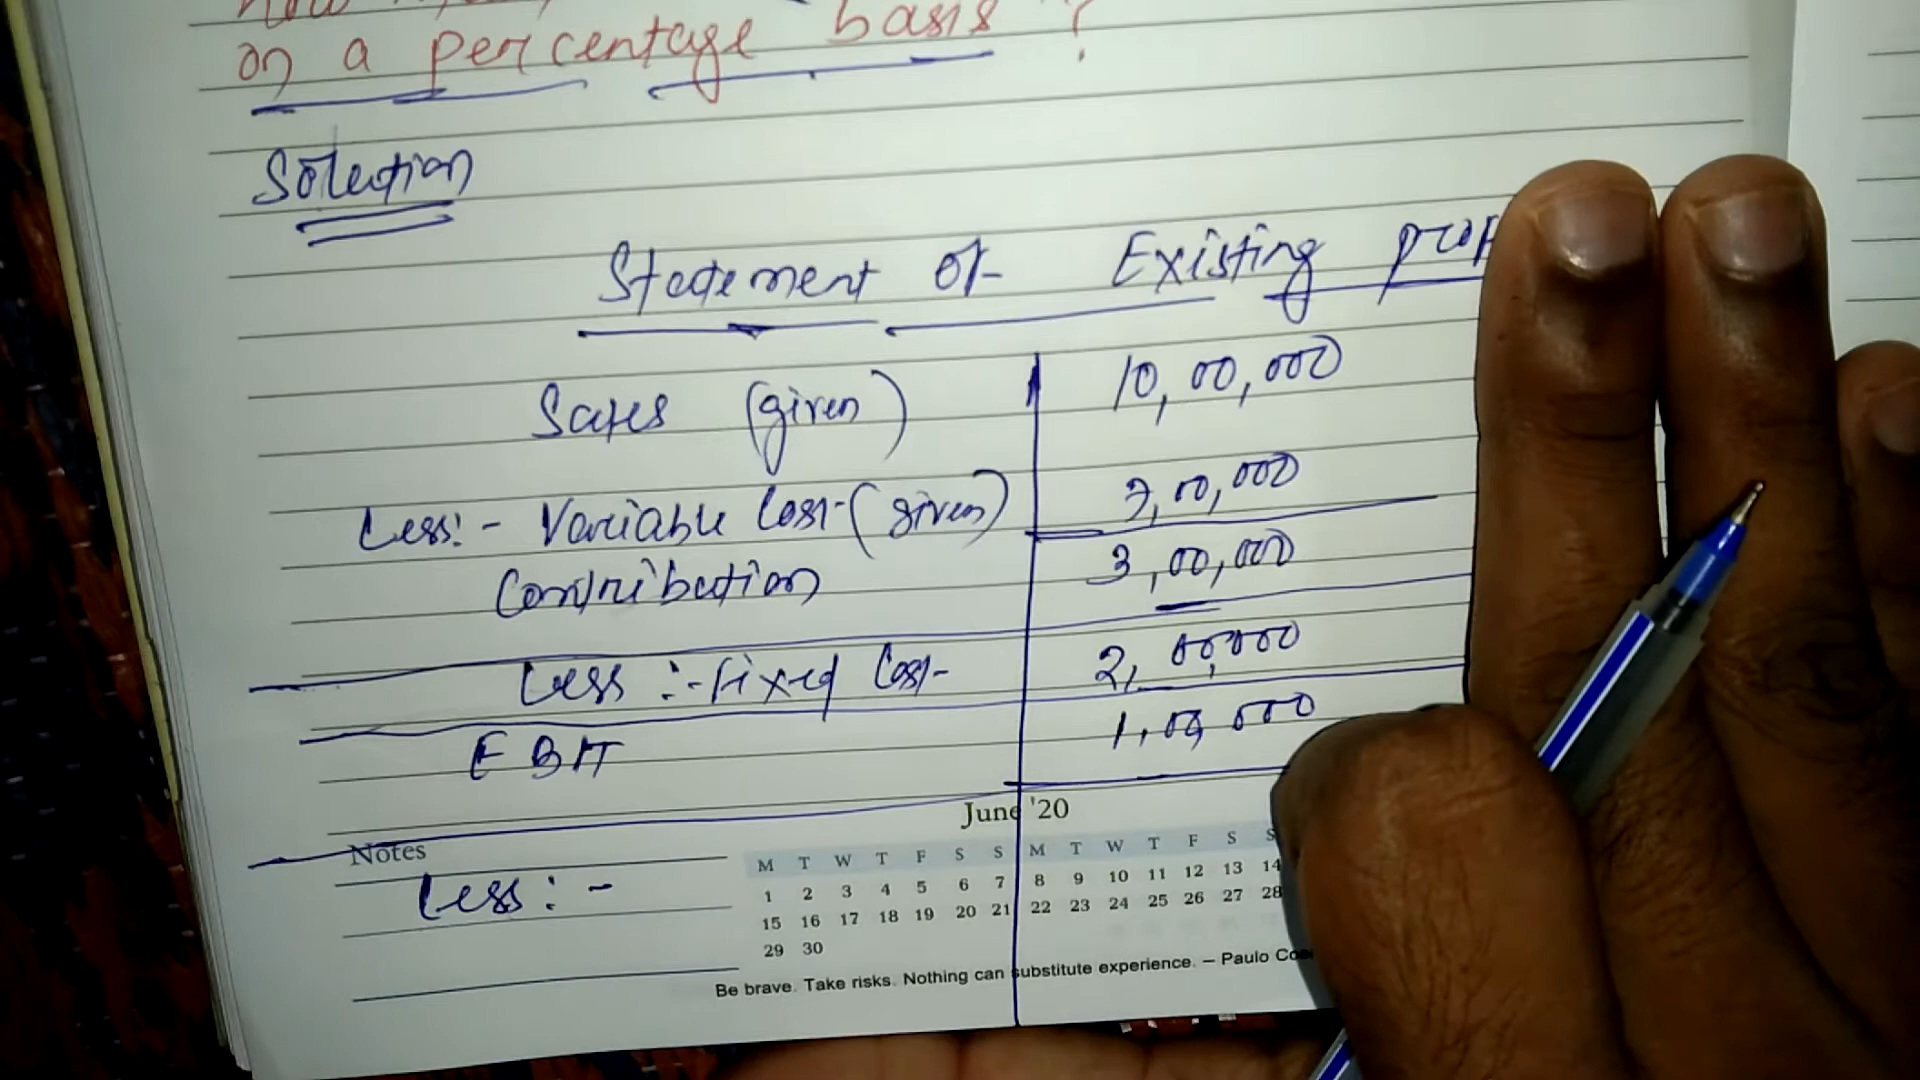 on a percentage basis ?
Solution
Statement of Existing prof
Sales (given) 10,00,000
Less:- Variable Cost (given) 7,00,000
Contribution 3,00,000
Less :- Fixed Cost 2,00,000
EBIT 1,00,000
June '20
Notes
M T W T F S S M T W T F S S
1 2 3 4 5 6 7 8 9 10 11 12 13 14
15 16 17 18 19 20 21 22 23 24 25 26 27 28
29 30
Less :-
Be brave. Take risks. Nothing can substitute experience. – Paulo